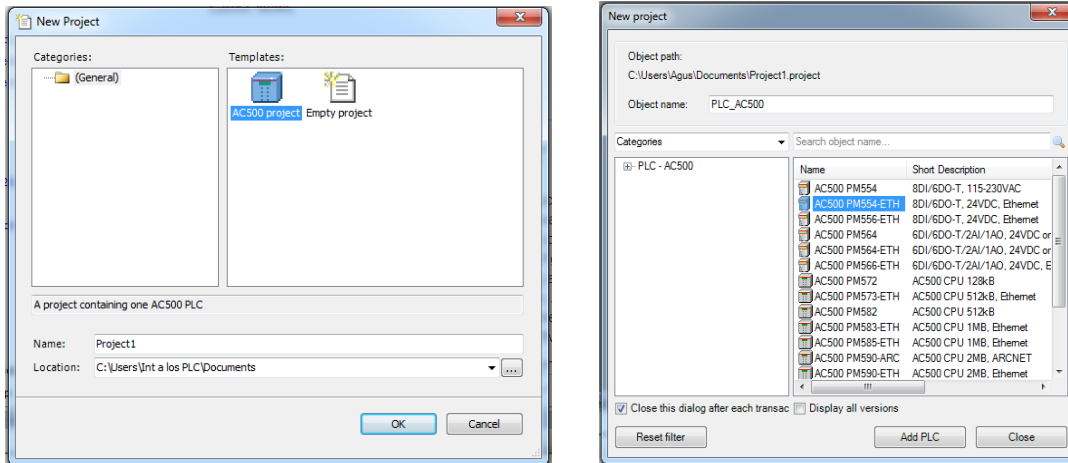 New Project
Categories:
Templates:
(General)
AC500 project
Empty project
A project containing one AC500 PLC
Name:
Project1
Location:
C:\Users\Int a los PLC\Documents
...
OK
Cancel
New project
Object path:
C:\Users\Agus\Documents\Project1.project
Object name:
PLC_AC500
Categories
Search object name...
PLC - AC500
Name Short Description
AC500 PM554 8DI/6DO-T, 115-230VAC
AC500 PM554-ETH 8DI/6DO-T, 24VDC, Ethernet
AC500 PM556-ETH 8DI/6DO-T, 24VDC, Ethernet
AC500 PM564 6DI/6DO-T/2AI/1AO, 24VDC or
AC500 PM564-ETH 6DI/6DO-T/2AI/1AO, 24VDC or
AC500 PM566-ETH 6DI/6DO-T/2AI/1AO, 24VDC, E
AC500 PM572 AC500 CPU 128kB
AC500 PM573-ETH AC500 CPU 512kB, Ethernet
AC500 PM582 AC500 CPU 512kB
AC500 PM583-ETH AC500 CPU 1MB, Ethernet
AC500 PM585-ETH AC500 CPU 1MB, Ethernet
AC500 PM590-ARC AC500 CPU 2MB, ARCNET
AC500 PM590-ETH AC500 CPU 2MB, Ethernet
Close this dialog after each transac
Display all versions
Reset filter
Add PLC
Close